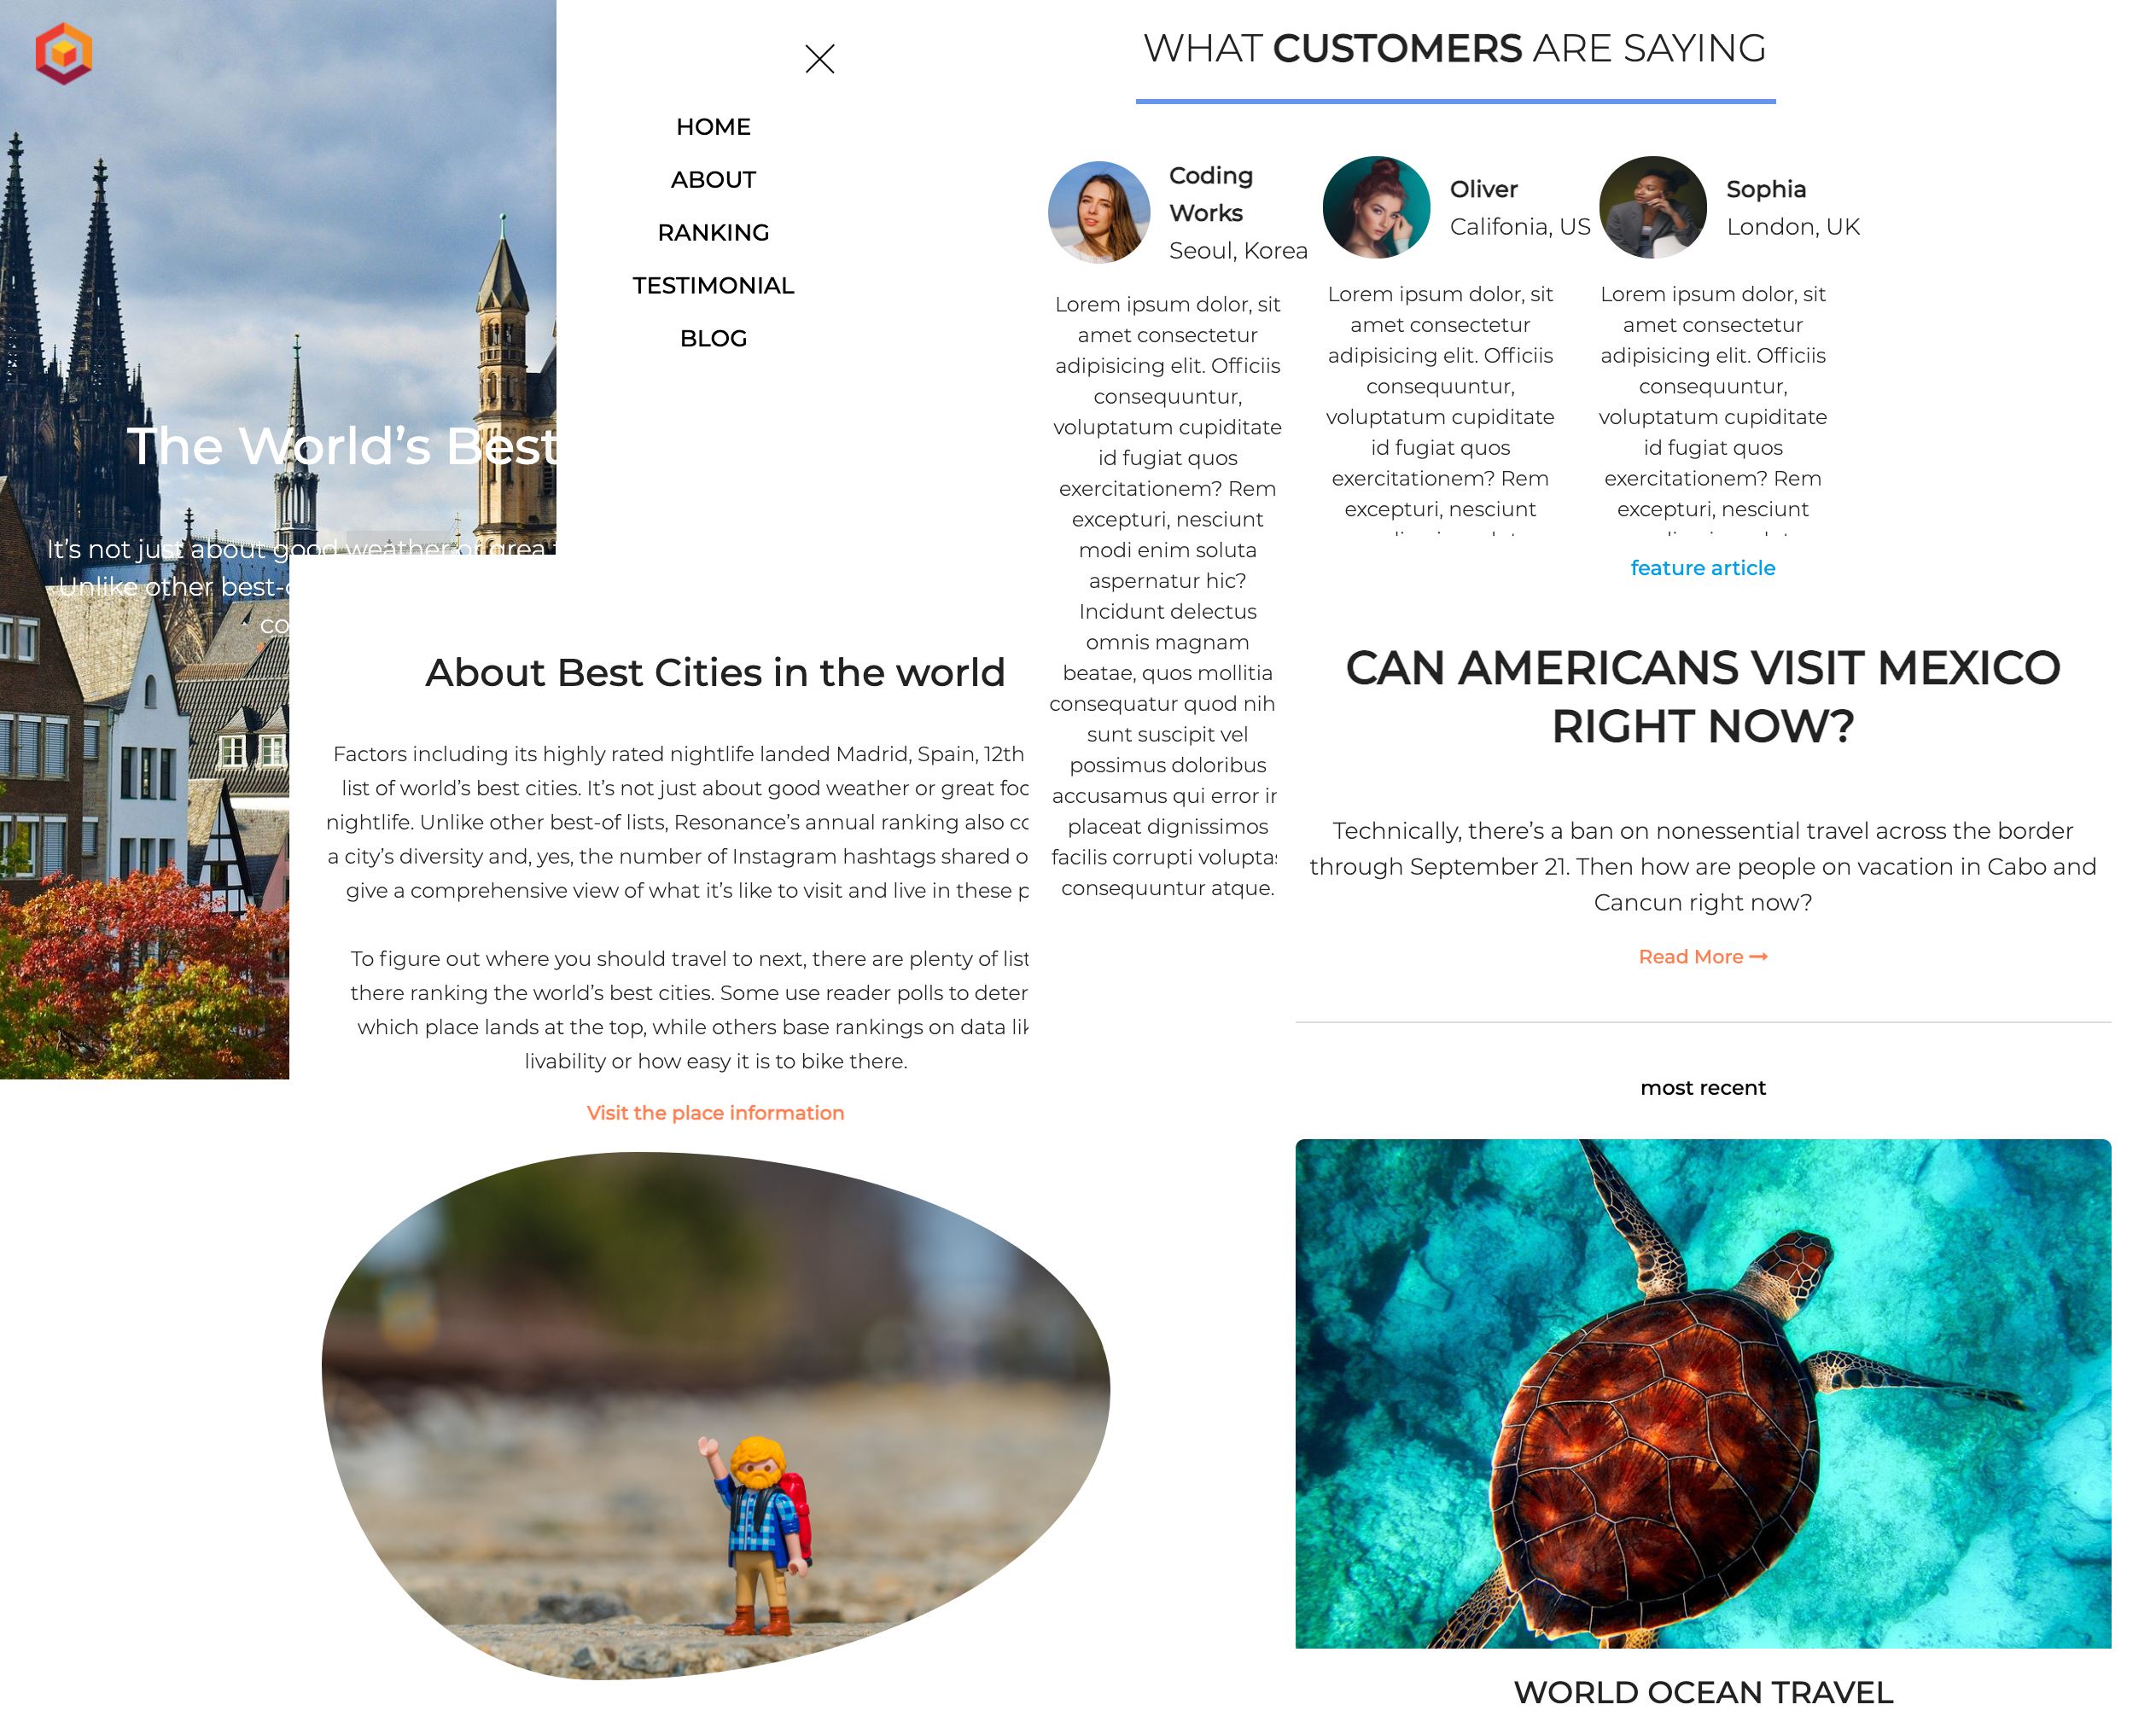 The World’s Best
It’s not just about good weather or grea
Unlike other best-
co
HOME
ABOUT
RANKING
TESTIMONIAL
BLOG
About Best Cities in the world
Factors including its highly rated nightlife landed Madrid, Spain, 12th
list of world’s best cities. It’s not just about good weather or great foo
nightlife. Unlike other best-of lists, Resonance’s annual ranking also co
a city’s diversity and, yes, the number of Instagram hashtags shared o
give a comprehensive view of what it’s like to visit and live in these p
To figure out where you should travel to next, there are plenty of list
there ranking the world’s best cities. Some use reader polls to deter
which place lands at the top, while others base rankings on data lik
livability or how easy it is to bike there.
Visit the place information
WHAT CUSTOMERS ARE SAYING
Coding
Works
Seoul, Korea
Lorem ipsum dolor, sit
amet consectetur
adipisicing elit. Officiis
consequuntur,
voluptatum cupiditate
id fugiat quos
exercitationem? Rem
excepturi, nesciunt
modi enim soluta
aspernatur hic?
Incidunt delectus
omnis magnam
beatae, quos mollitia
consequatur quod nih
sunt suscipit vel
possimus doloribus
accusamus qui error ir
placeat dignissimos
facilis corrupti volupta
consequuntur atque.
Oliver
Califonia, US
Lorem ipsum dolor, sit
amet consectetur
adipisicing elit. Officiis
consequuntur,
voluptatum cupiditate
id fugiat quos
exercitationem? Rem
excepturi, nesciunt
Sophia
London, UK
Lorem ipsum dolor, sit
amet consectetur
adipisicing elit. Officiis
consequuntur,
voluptatum cupiditate
id fugiat quos
exercitationem? Rem
excepturi, nesciunt
feature article
CAN AMERICANS VISIT MEXICO
RIGHT NOW?
Technically, there’s a ban on nonessential travel across the border
through September 21. Then how are people on vacation in Cabo and
Cancun right now?
Read More
most recent
WORLD OCEAN TRAVEL